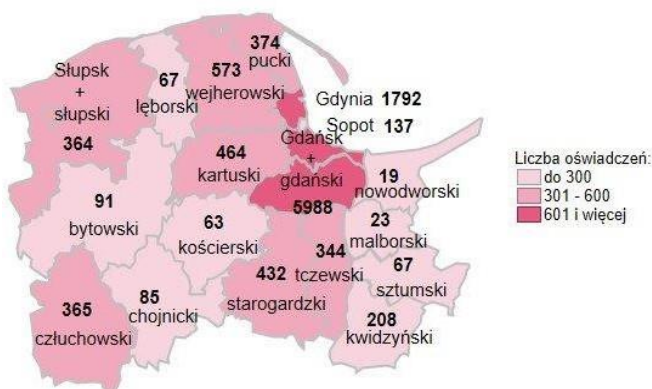 374
pucki
Słupsk
+
słupski
364
67
lęborski
573
wejherowski
Gdynia 1792
Sopot 137
Gdańsk
+
gdański
5988
464
kartuski
19
nowodworski
91
bytowski
63
kościerski
23
malborski
344
tczewski
432
starogardzki
67
sztumski
365
człuchowski
85
chojnicki
208
kwidzyński
Liczba oświadczeń:
do 300
301 - 600
601 i więcej